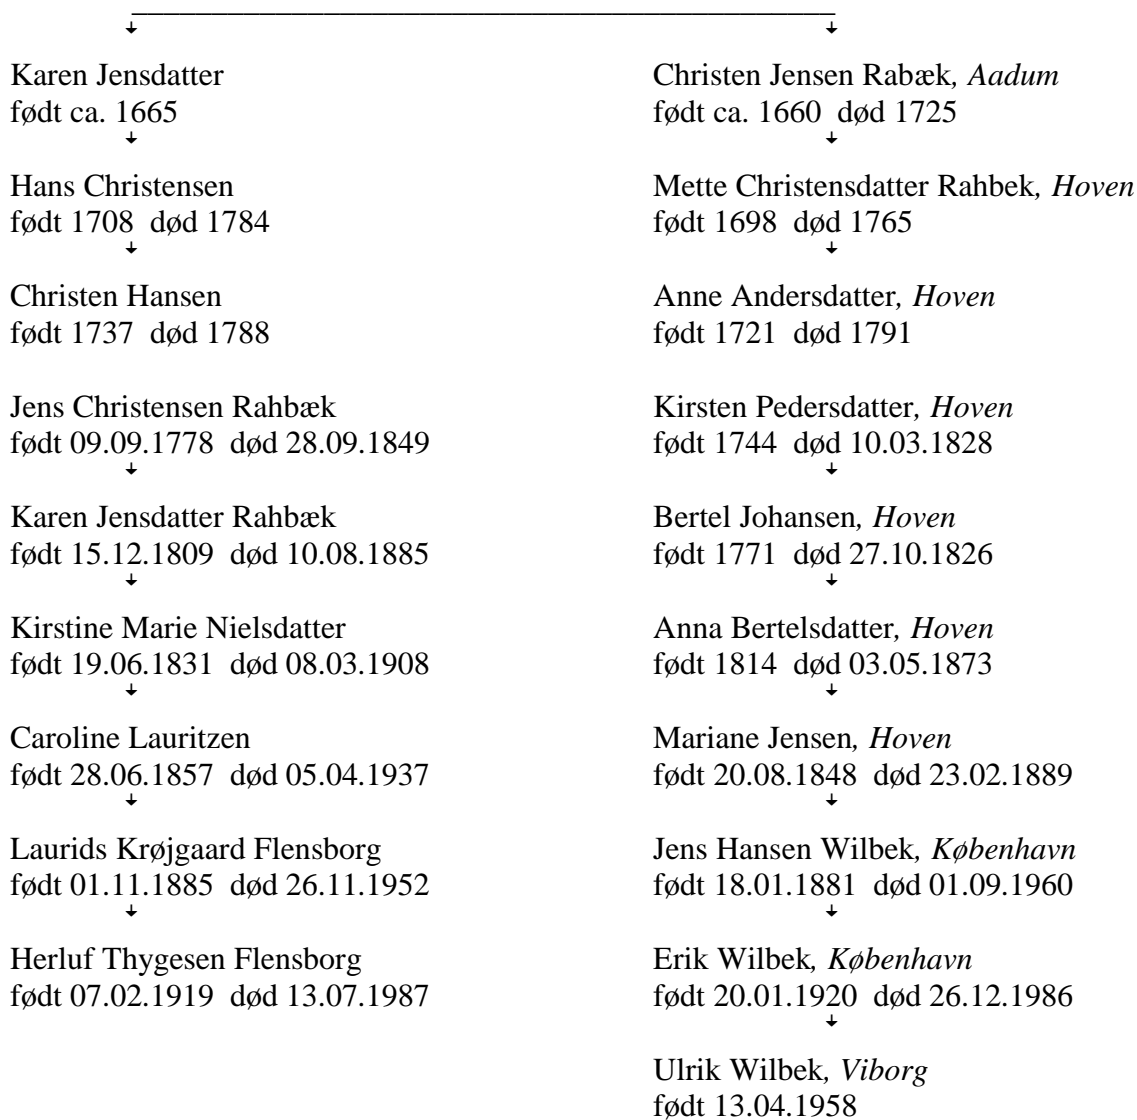 Karen Jensdatter
født ca. 1665
Hans Christensen
født 1708 død 1784
Christen Hansen
født 1737 død 1788
Jens Christensen Rahbæk
født 09.09.1778 død 28.09.1849
Karen Jensdatter Rahbæk
født 15.12.1809 død 10.08.1885
Kirstine Marie Nielsdatter
født 19.06.1831 død 08.03.1908
Caroline Lauritzen
født 28.06.1857 død 05.04.1937
Laurids Krøjgaard Flensborg
født 01.11.1885 død 26.11.1952
Herluf Thygesen Flensborg
født 07.02.1919 død 13.07.1987
Christen Jensen Rabæk, Aadum
født ca. 1660 død 1725
Mette Christensdatter Rahbek, Hoven
født 1698 død 1765
Anne Andersdatter, Hoven
født 1721 død 1791
Kirsten Pedersdatter, Hoven
født 1744 død 10.03.1828
Bertel Johansen, Hoven
født 1771 død 27.10.1826
Anna Bertelsdatter, Hoven
født 1814 død 03.05.1873
Mariane Jensen, Hoven
født 20.08.1848 død 23.02.1889
Jens Hansen Wilbek, København
født 18.01.1881 død 01.09.1960
Erik Wilbek, København
født 20.01.1920 død 26.12.1986
Ulrik Wilbek, Viborg
født 13.04.1958